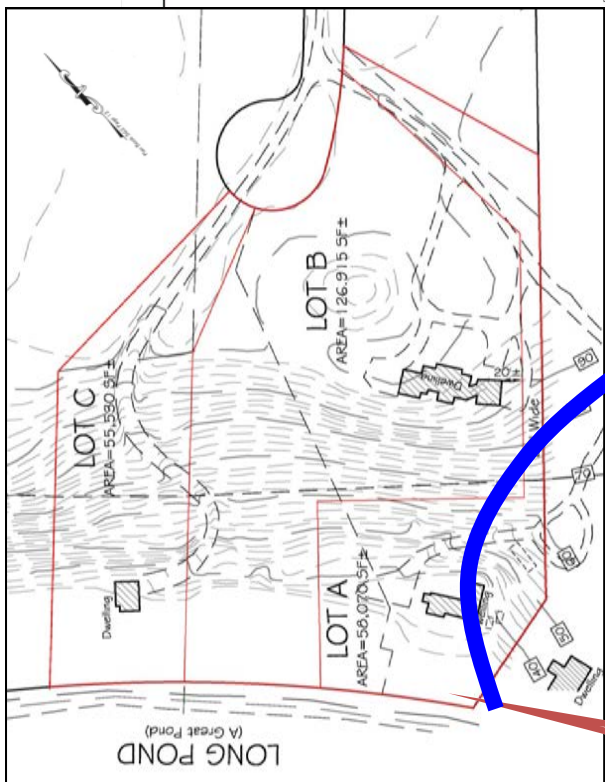 LOT B
AREA=126,915 SF±
LOT C
AREA=55,530 SF±
LOT A
AREA=58,070 SF±
Dwelling
20'±
Wide
90
70
60
50
40
Dwelling
Dwelling
LONG POND
(A Great Pond)